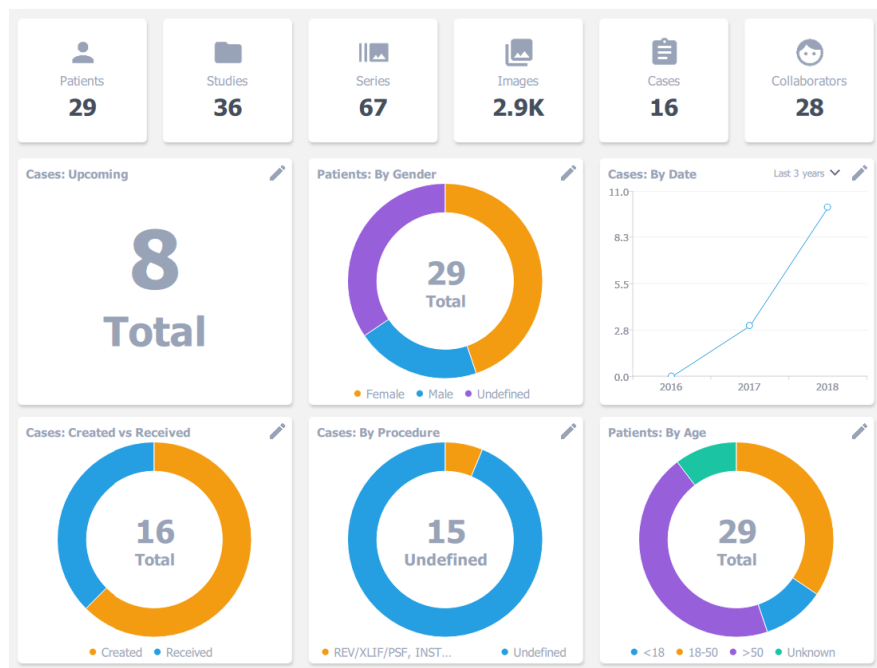 Patients
29
Studies
36
Series
67
Images
2.9K
Cases
16
Collaborators
28
Cases: Upcoming
8
Total
Patients: By Gender
29
Total
Female Male Undefined
Cases: By Date
Last 3 years
11.0
8.3
5.5
2.8
0.0
2016 2017 2018
Cases: Created vs Received
16
Total
Created Received
Cases: By Procedure
15
Undefined
REV/XLIF/PSF, INST... Undefined
Patients: By Age
29
Total
<18 18-50 >50 Unknown